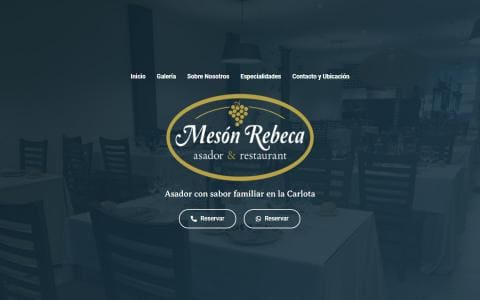 Inicio Galería Sobre Nosotros Especialidades Contacto y Ubicación
Mesón Rebeca
asador & restaurant
Asador con sabor familiar en la Carlota
Reservar Reservar